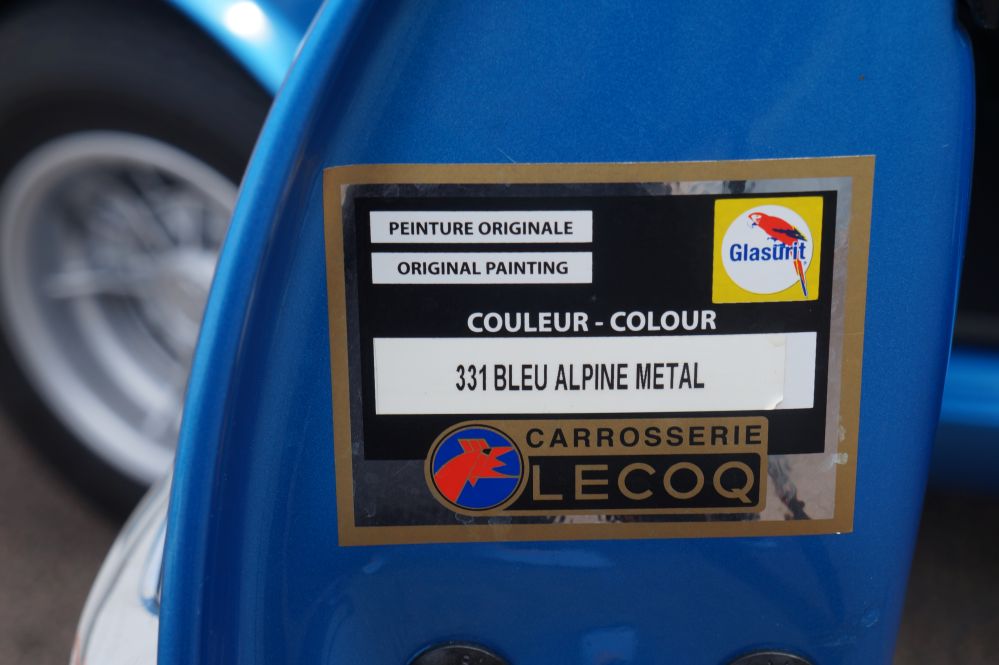 PEINTURE ORIGINALE
ORIGINAL PAINTING
Glasurit
COULEUR - COLOUR
331 BLEU ALPINE METAL
CARROSSERIE
LECOQ